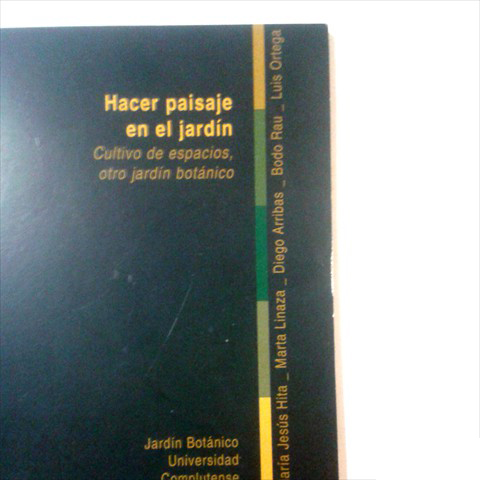 Hacer paisaje
en el jardín
Cultivo de espacios,
otro jardín botánico
Jardín Botánico
Universidad
Complutense
aría Jesús Hita _ Marta Linaza _ Diego Arribas _ Bodo Rau _ Luis Ortega